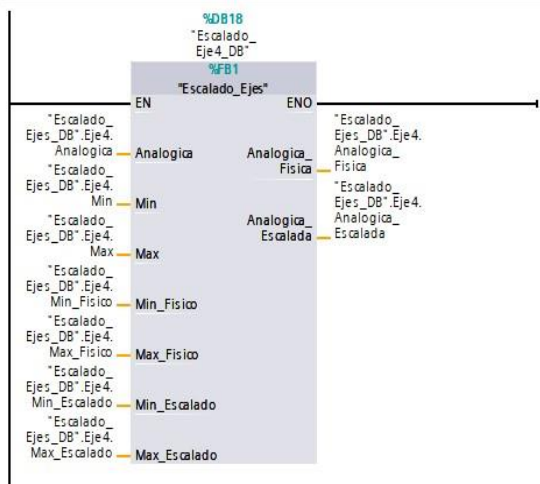 %DB18
"Escalado_
Eje4_DB"
%FB1
"Escalado_Ejes"
EN
ENO
"Escalado_
Ejes_DB".Eje4.
Analogica
Analogica
"Escalado_
Ejes_DB".Eje4.
Min
Min
"Escalado_
Ejes_DB".Eje4.
Max
Max
"Escalado_
Ejes_DB".Eje4.
Min_Fisico
Min_Fisico
"Escalado_
Ejes_DB".Eje4.
Max_Fisico
Max_Fisico
"Escalado_
Ejes_DB".Eje4.
Min_Escalado
Min_Escalado
"Escalado_
Ejes_DB".Eje4.
Max_Escalado
Max_Escalado
Analogica_
Fisica
"Escalado_
Ejes_DB".Eje4.
Analogica_
Fisica
Analogica_
Escalada
"Escalado_
Ejes_DB".Eje4.
Analogica_
Escalada